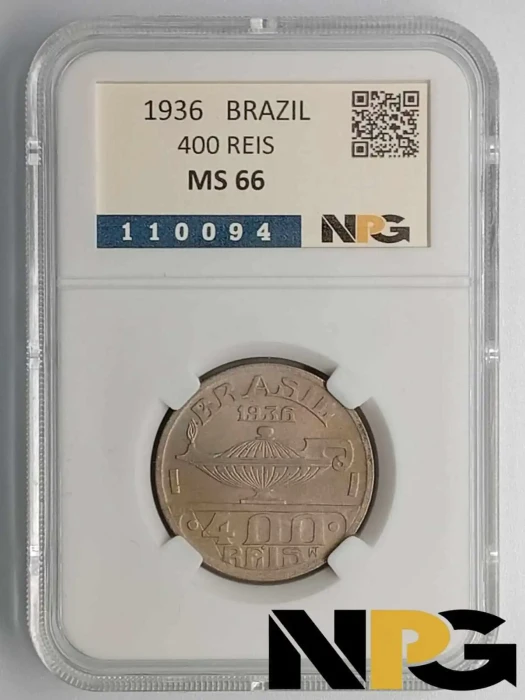 1936 BRAZIL
400 REIS
MS 66
110094
NPG
BRASIL
1936
400
REIS
W
NPG